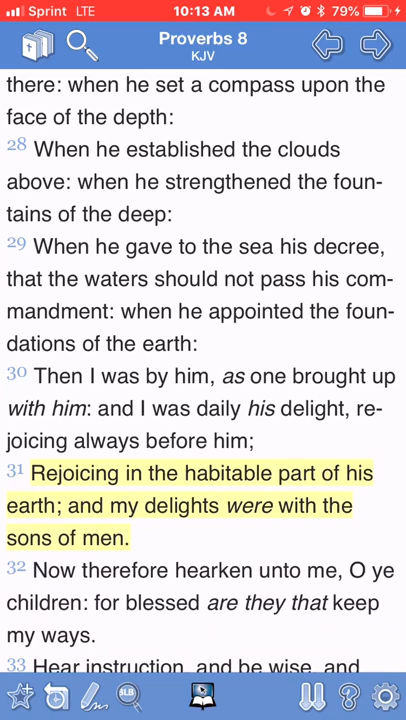 Sprint LTE 10:13 AM 79%
Proverbs 8
KJV
there: when he set a compass upon the
face of the depth:
28 When he established the clouds
above: when he strengthened the foun-
tains of the deep:
29 When he gave to the sea his decree,
that the waters should not pass his com-
mandment: when he appointed the foun-
dations of the earth:
30 Then I was by him, as one brought up
with him: and I was daily his delight, re-
joicing always before him;
31 Rejoicing in the habitable part of his
earth; and my delights were with the
sons of men.
32 Now therefore hearken unto me, O ye
children: for blessed are they that keep
my ways.
33 Hear instruction, and be wise, and
BLB ?